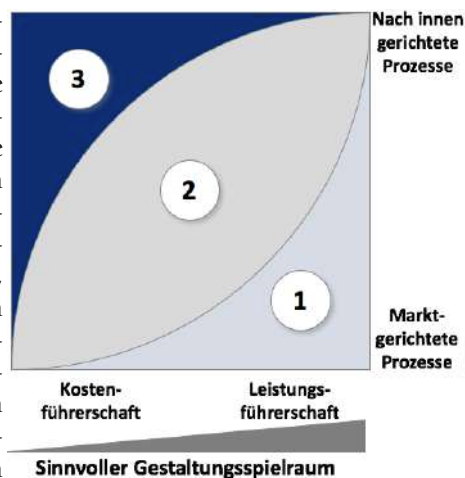 Nach innen
gerichtete
Prozesse
3
2
1
Markt-
gerichtete
Prozesse
Kosten-
führerschaft
Leistungs-
führerschaft
Sinnvoller Gestaltungsspielraum